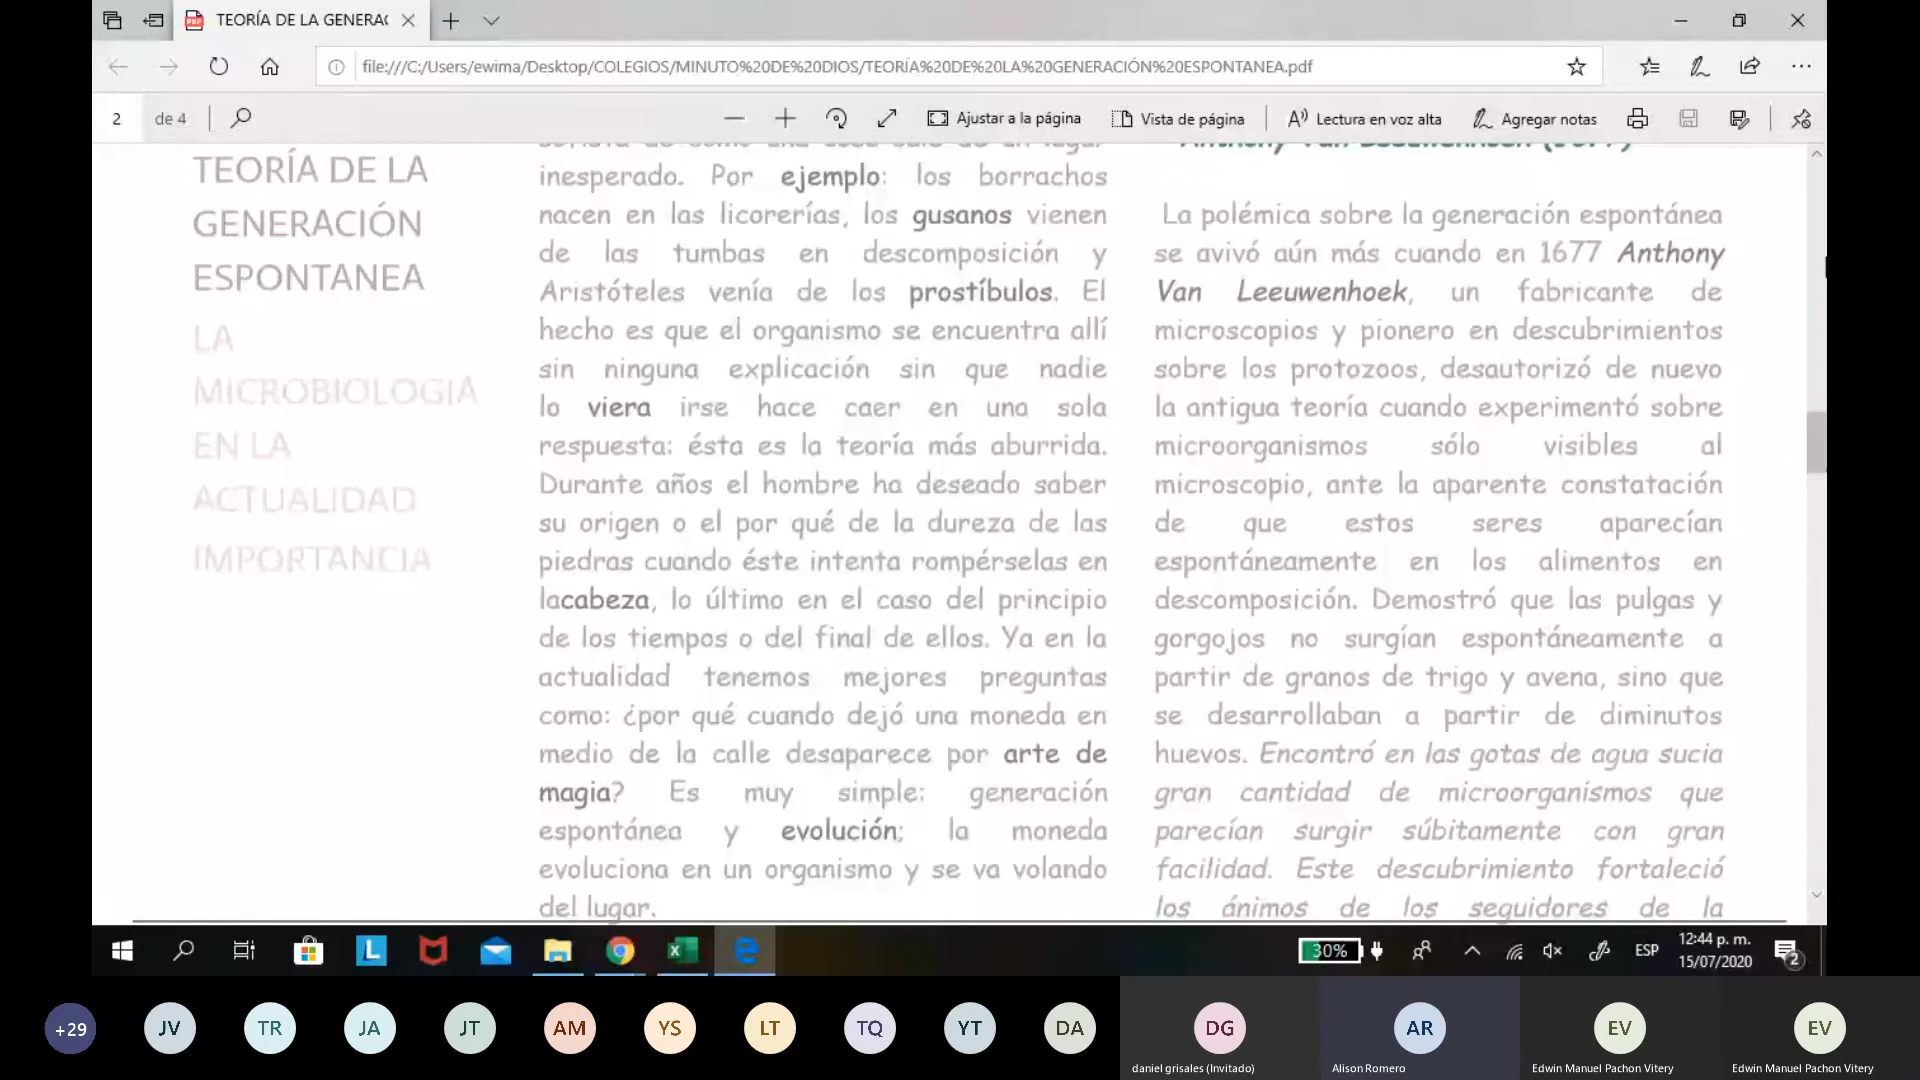 TEORÍA DE LA GENERAC
file:///C:/Users/ewima/Desktop/COLEGIOS/MINUTO%20DE%20DIOS/TEORÍA%20DE%20LA%20GENERACIÓN%20ESPONTANEA.pdf
2 de 4
Ajustar a la página
Vista de página
Lectura en voz alta
Agregar notas
TEORÍA DE LA
GENERACIÓN
ESPONTANEA
LA
MICROBIOLOGIA
EN LA
ACTUALIDAD
IMPORTANCIA
inesperado. Por ejemplo: los borrachos
nacen en las licorerías, los gusanos vienen
de las tumbas en descomposición y
Aristóteles venía de los prostíbulos. El
hecho es que el organismo se encuentra allí
sin ninguna explicación sin que nadie
lo viera irse hace caer en una sola
respuesta: ésta es la teoría más aburrida.
Durante años el hombre ha deseado saber
su origen o el por qué de la dureza de las
piedras cuando éste intenta rompérselas en
lacabeza, lo último en el caso del principio
de los tiempos o del final de ellos. Ya en la
actualidad tenemos mejores preguntas
como: ¿por qué cuando dejó una moneda en
medio de la calle desaparece por arte de
magia? Es muy simple: generación
espontánea y evolución; la moneda
evoluciona en un organismo y se va volando
del lugar.
La polémica sobre la generación espontánea
se avivó aún más cuando en 1677 Anthony
Van Leeuwenhoek, un fabricante de
microscopios y pionero en descubrimientos
sobre los protozoos, desautorizó de nuevo
la antigua teoría cuando experimentó sobre
microorganismos sólo visibles al
microscopio, ante la aparente constatación
de que estos seres aparecían
espontáneamente en los alimentos en
descomposición. Demostró que las pulgas y
gorgojos no surgían espontáneamente a
partir de granos de trigo y avena, sino que
se desarrollaban a partir de diminutos
huevos. Encontró en las gotas de agua sucia
gran cantidad de microorganismos que
parecían surgir súbitamente con gran
facilidad. Este descubrimiento fortaleció
los ánimos de los seguidores de la
30%
ESP
12:44 p. m.
15/07/2020
2
+29
JV
TR
JA
JT
AM
YS
LT
TQ
YT
DA
DG
AR
EV
EV
daniel grisales (Invitado)
Alison Romero
Edwin Manuel Pachon Vitery
Edwin Manuel Pachon Vitery